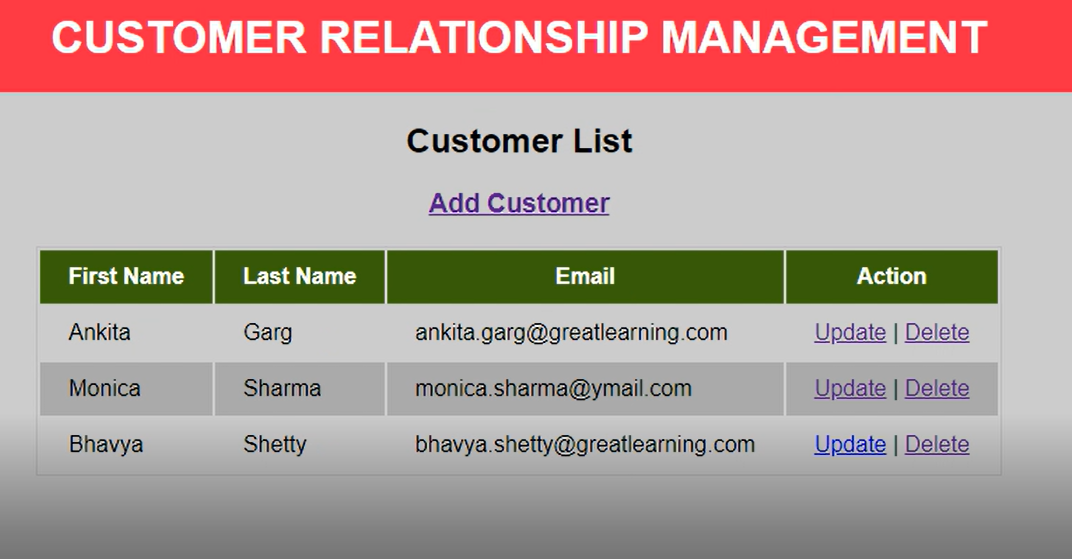 CUSTOMER RELATIONSHIP MANAGEMENT
Customer List
Add Customer
First Name Last Name Email Action
Ankita Garg ankita.garg@greatlearning.com Update | Delete
Monica Sharma monica.sharma@ymail.com Update | Delete
Bhavya Shetty bhavya.shetty@greatlearning.com Update | Delete